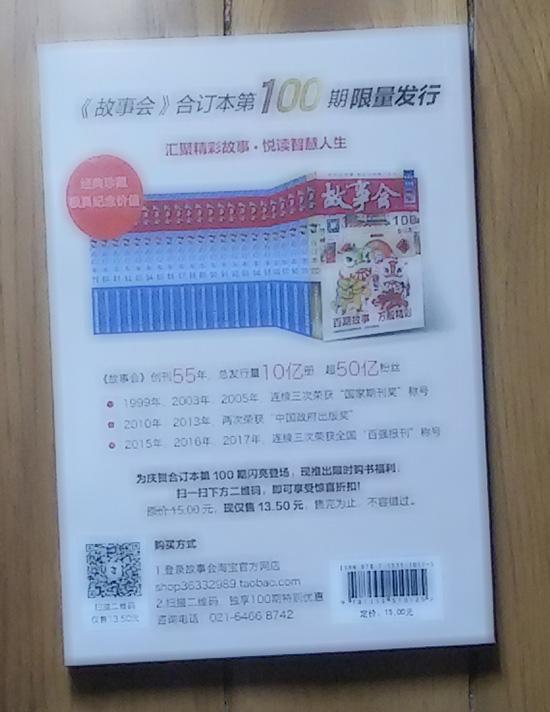 《故事会》合订本第100期限量发行
汇聚精彩故事·悦读智慧人生
经典珍藏
极具纪念价值
故事会
100
百期故事 万般精彩
《故事会》创刊55年，总发行量10亿册 超50亿粉丝
1999年、2003年、2005年，连续三次荣获“国家期刊奖”称号
2010年、2013年，两次荣获“中国政府出版奖”
2015年、2016年、2017年，连续三次荣获全国“百强报刊”称号
为庆贺合订本第100期闪亮登场，现推出限时购书福利，
扫一扫下方二维码，即可享受惊喜折扣！
原价15.00元，现仅售13.50元，售完为止，不容错过。
购买方式
1.登录故事会淘宝官方网店
shop36332989.taobao.com
2.扫描二维码 独享100期特别优惠
咨询电话 021-6466 8742
扫描二维码
仅售13.50元
定价：15.00元